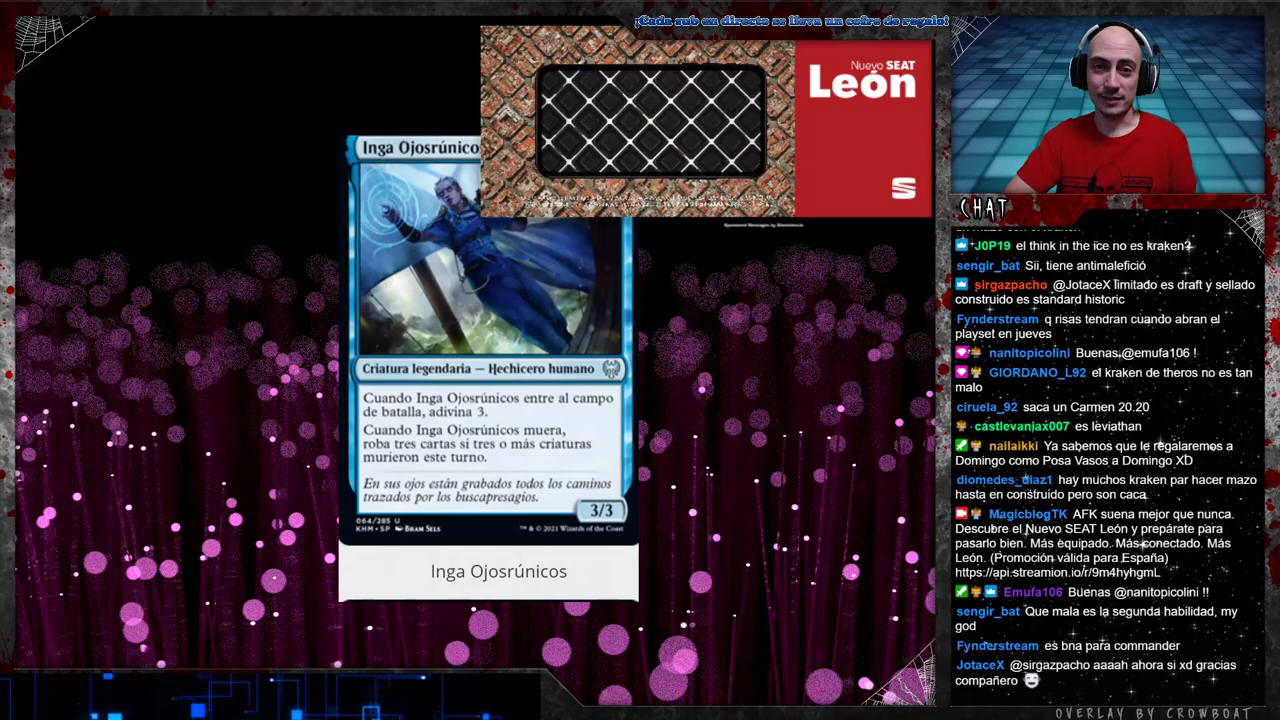 ¡Cada sub en directo se lleva un cofre de regalo!
Nuevo SEAT
León
Inga Ojosrúnico
Criatura legendaria — Hechicero humano
Cuando Inga Ojosrúnicos entre al campo
de batalla, adivina 3.
Cuando Inga Ojosrúnicos muera,
roba tres cartas si tres o más criaturas
murieron este turno.
En sus ojos están grabados todos los caminos
trazados por los buscapresagios.
3/3
064/285 U
KHM • SP BRAM SELS
™ & © 2021 Wizards of the Coast
Inga Ojosrúnicos
CHAT
J0P19 el think in the ice no es kraken?
sengir_bat Sii, tiene antimalefició
sirgazpacho @JotaceX limitado es draft y sellado
construido es standard historic
Fynderstream q risas tendran cuando abran el
playset en jueves
nanitopicolini Buenas @emufa106 !
GIORDANO_L92 el kraken de theros no es tan
malo
ciruela_92 saca un Carmen 20.20
castlevaniax007 es leviathan
nailaikki Ya sabemos que le regalaremos a
Domingo como Posa Vasos a Domingo XD
diomedes_diaz1 hay muchos kraken par hacer mazo
hasta en construido pero son caca
MagicblogTK AFK suena mejor que nunca.
Descubre el Nuevo SEAT León y prepárate para
pasarlo bien. Más equipado. Más conectado. Más
León. (Promoción válida para España)
https://api.streamion.io/r/9m4hyhgmL
Emufa106 Buenas @nanitopicolini !!
sengir_bat Que mala es la segunda habilidad, my
god
Fynderstream es bna para commander
JotaceX @sirgazpacho aaaah ahora si xd gracias
compañero
OVERLAY BY CROWBOAT